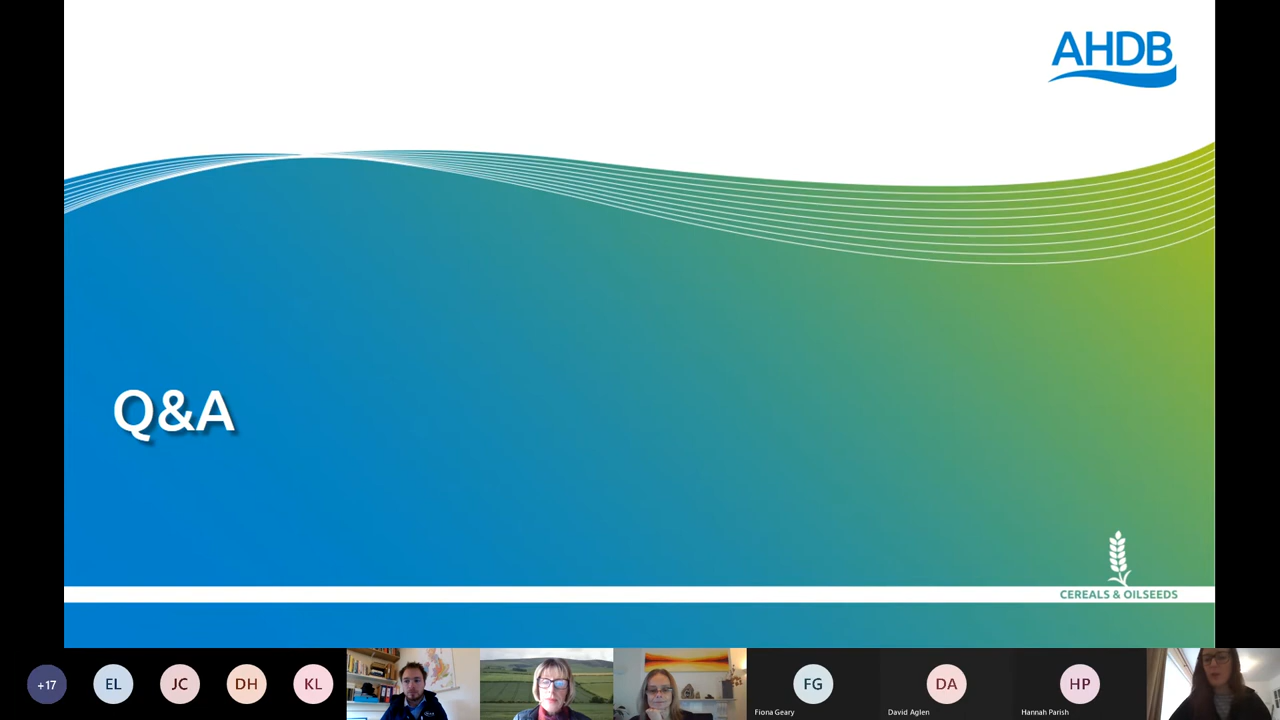 AHDB
Q&A
CEREALS & OILSEEDS
+17
EL
JC
DH
KL
FG
Fiona Geary
DA
David Aglen
HP
Hannah Parish